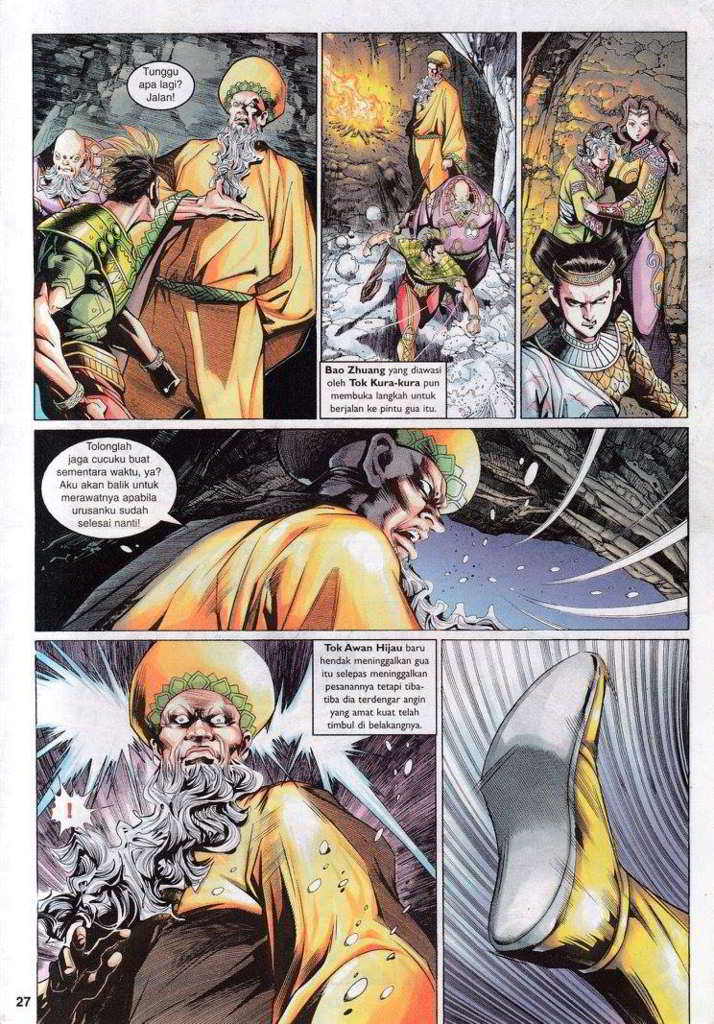 Tunggu
apa lagi?
Jalan!
Bao Zhuang yang diawasi
oleh Tok Kura-kura pun
membuka langkah untuk
berjalan ke pintu gua itu.
Tolonglah
jaga cucuku buat
sementara waktu, ya?
Aku akan balik untuk
merawatnya apabila
urusanku sudah
selesai nanti!
Tok Awan Hijau baru
hendak meninggalkan gua
itu selepas meninggalkan
pesanannya tetapi tiba-
tiba dia terdengar angin
yang amat kuat telah
timbul di belakangnya.
!
27